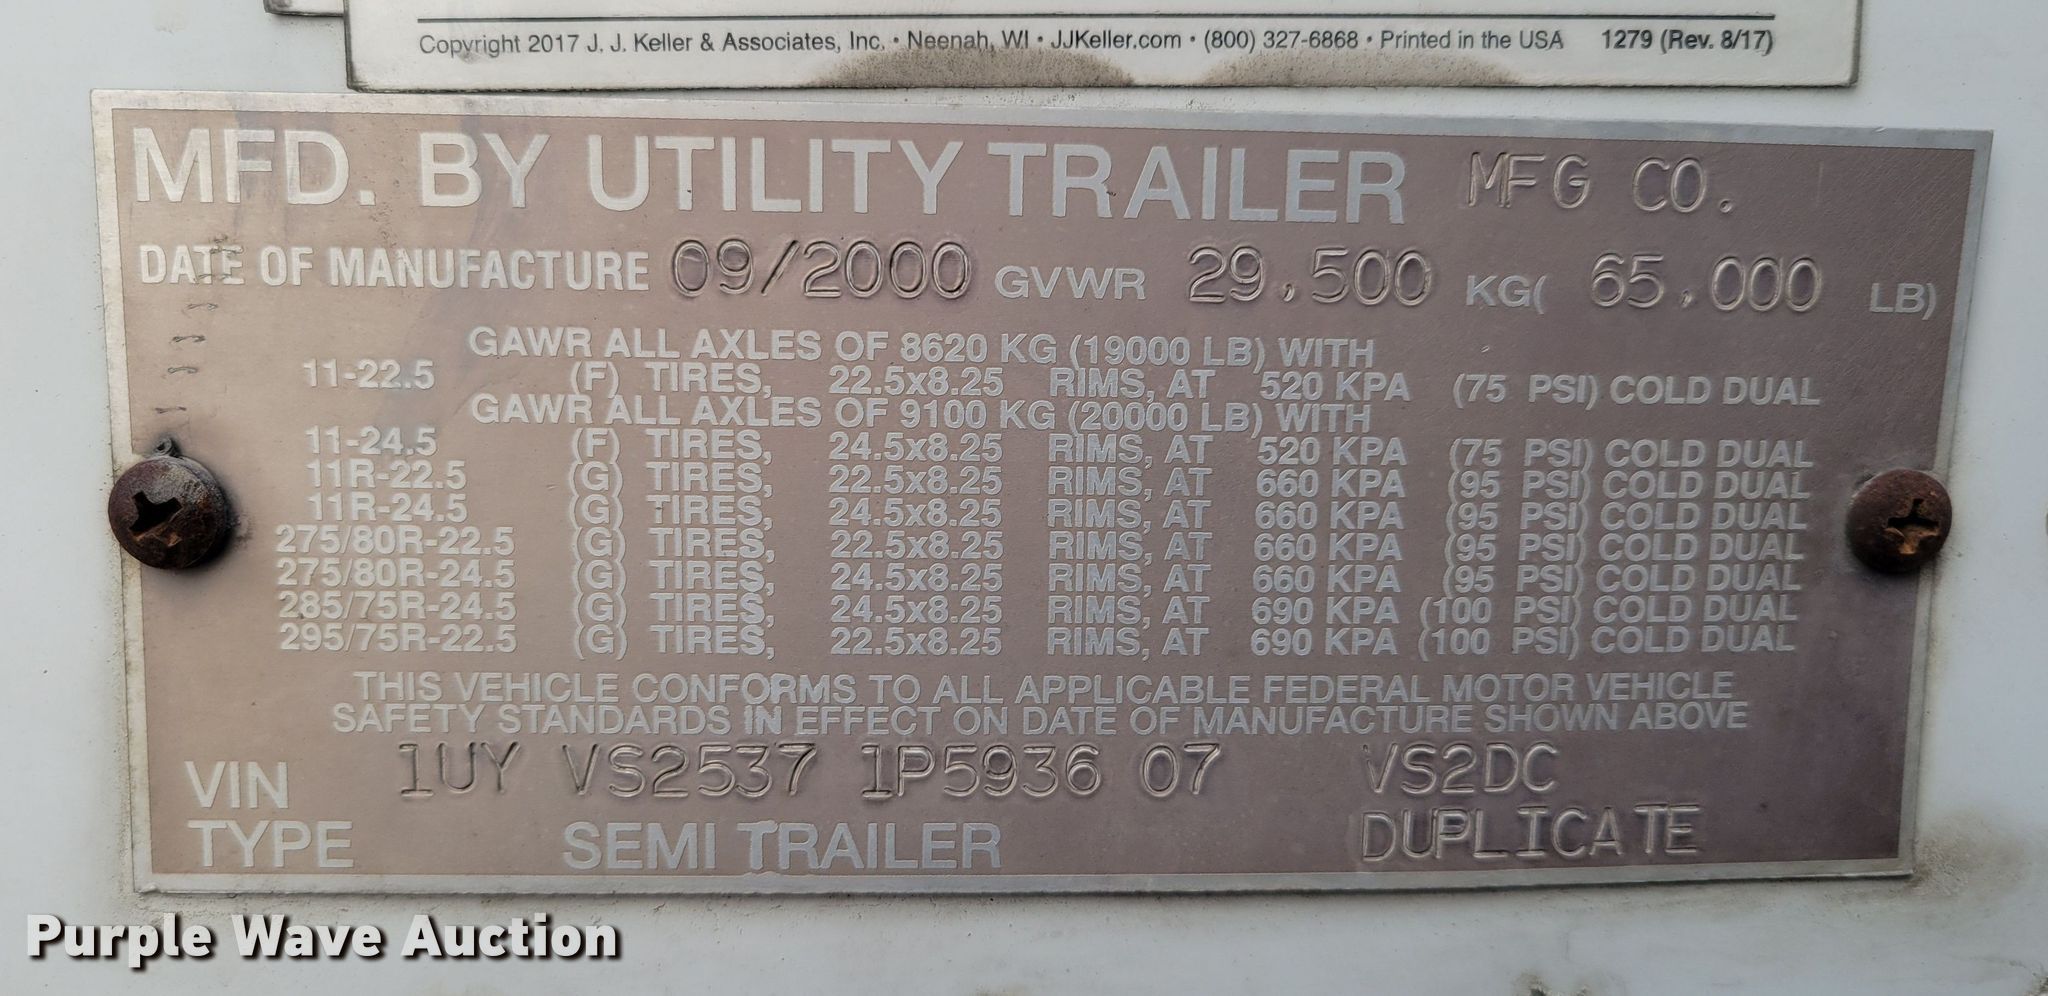 Copyright 2017 J. J. Keller & Associates, Inc. • Neenah, WI • JJKeller.com • (800) 327-6868 • Printed in the USA 1279 (Rev. 8/17)
MFD. BY UTILITY TRAILER MFG CO.
DATE OF MANUFACTURE 09/2000 GVWR 29,500 KG( 65,000 LB)
GAWR ALL AXLES OF 8620 KG (19000 LB) WITH
11-22.5 (F) TIRES, 22.5x8.25 RIMS, AT 520 KPA (75 PSI) COLD DUAL
GAWR ALL AXLES OF 9100 KG (20000 LB) WITH
11-24.5 (F) TIRES, 24.5x8.25 RIMS, AT 520 KPA (75 PSI) COLD DUAL
11R-22.5 (G) TIRES, 22.5x8.25 RIMS, AT 660 KPA (95 PSI) COLD DUAL
11R-24.5 (G) TIRES, 24.5x8.25 RIMS, AT 660 KPA (95 PSI) COLD DUAL
275/80R-22.5 (G) TIRES, 22.5x8.25 RIMS, AT 660 KPA (95 PSI) COLD DUAL
275/80R-24.5 (G) TIRES, 24.5x8.25 RIMS, AT 660 KPA (95 PSI) COLD DUAL
285/75R-24.5 (G) TIRES, 24.5x8.25 RIMS, AT 690 KPA (100 PSI) COLD DUAL
295/75R-22.5 (G) TIRES, 22.5x8.25 RIMS, AT 690 KPA (100 PSI) COLD DUAL
THIS VEHICLE CONFORMS TO ALL APPLICABLE FEDERAL MOTOR VEHICLE
SAFETY STANDARDS IN EFFECT ON DATE OF MANUFACTURE SHOWN ABOVE
VIN 1UY VS2537 1P5936 07 VS2DC
TYPE SEMI TRAILER DUPLICATE
Purple Wave Auction